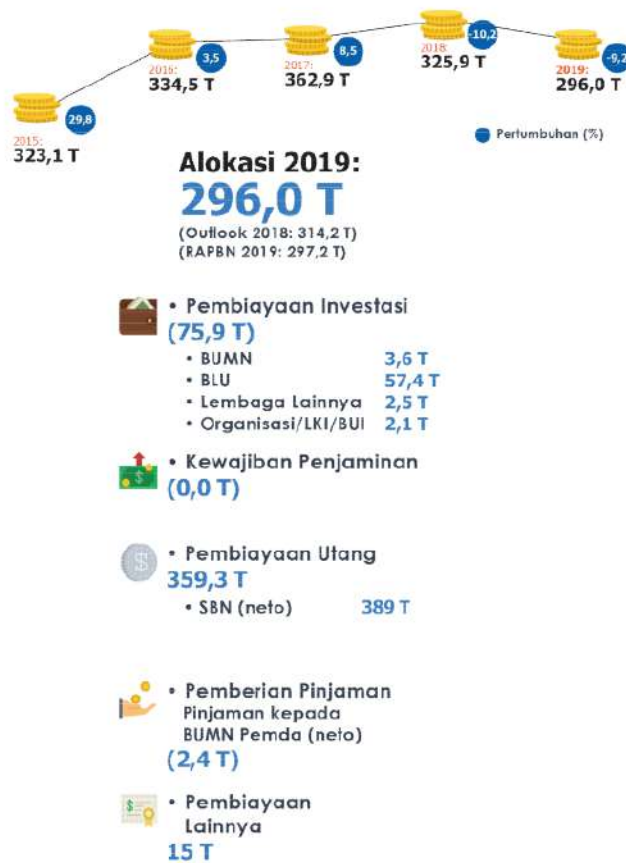 29,8
2015:
323,1 T
3,5
2016:
334,5 T
8,5
2017:
362,9 T
-10,2
2018:
325,9 T
-9,2
2019:
296,0 T
Pertumbuhan (%)
Alokasi 2019:
296,0 T
(Outlook 2018: 314,2 T)
(RAPBN 2019: 297,2 T)
• Pembiayaan Investasi
(75,9 T)
• BUMN 3,6 T
• BLU 57,4 T
• Lembaga Lainnya 2,5 T
• Organisasi/LKI/BUI 2,1 T
• Kewajiban Penjaminan
(0,0 T)
• Pembiayaan Utang
359,3 T
• SBN (neto) 389 T
• Pemberian Pinjaman
Pinjaman kepada
BUMN Pemda (neto)
(2,4 T)
• Pembiayaan
Lainnya
15 T